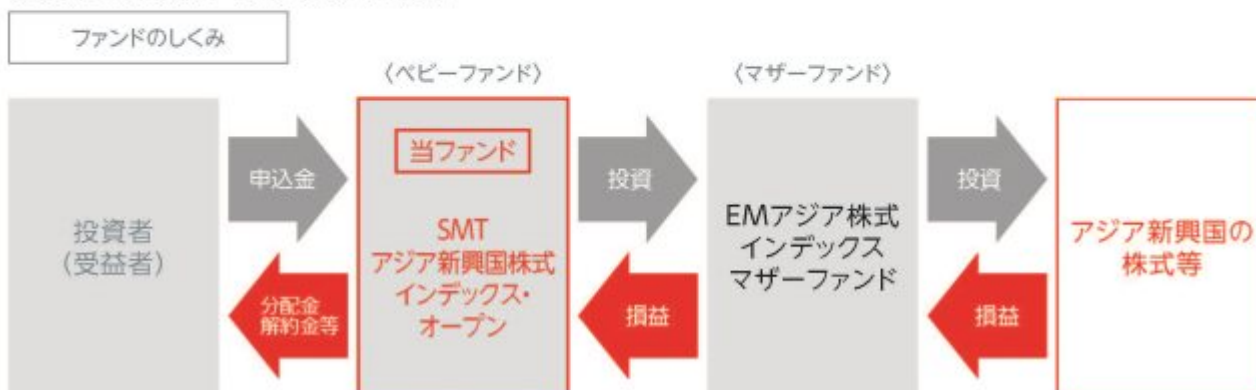 ファンドのしくみ
〈ベビーファンド〉
〈マザーファンド〉
投資者
(受益者)
申込金
分配金
解約金等
当ファンド
SMT
アジア新興国株式
インデックス・
オープン
投資
損益
EMアジア株式
インデックス
マザーファンド
投資
損益
アジア新興国の
株式等